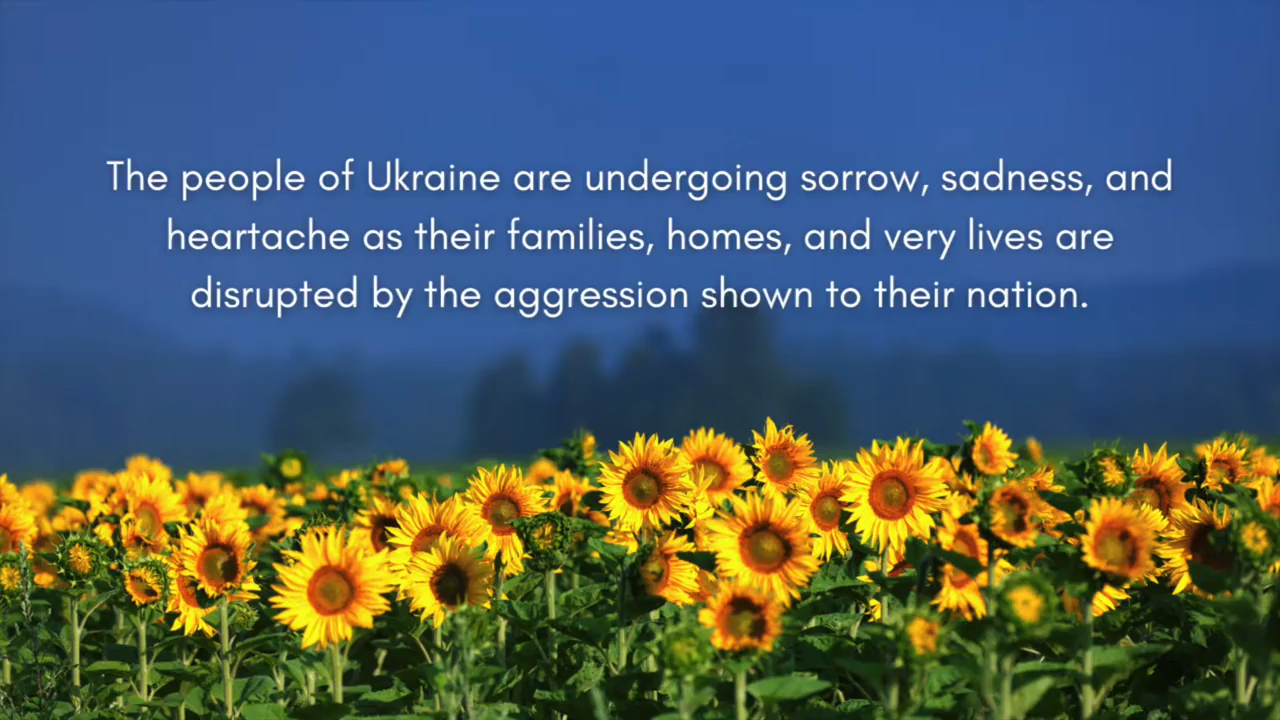 The people of Ukraine are undergoing sorrow, sadness, and
heartache as their families, homes, and very lives are
disrupted by the aggression shown to their nation.